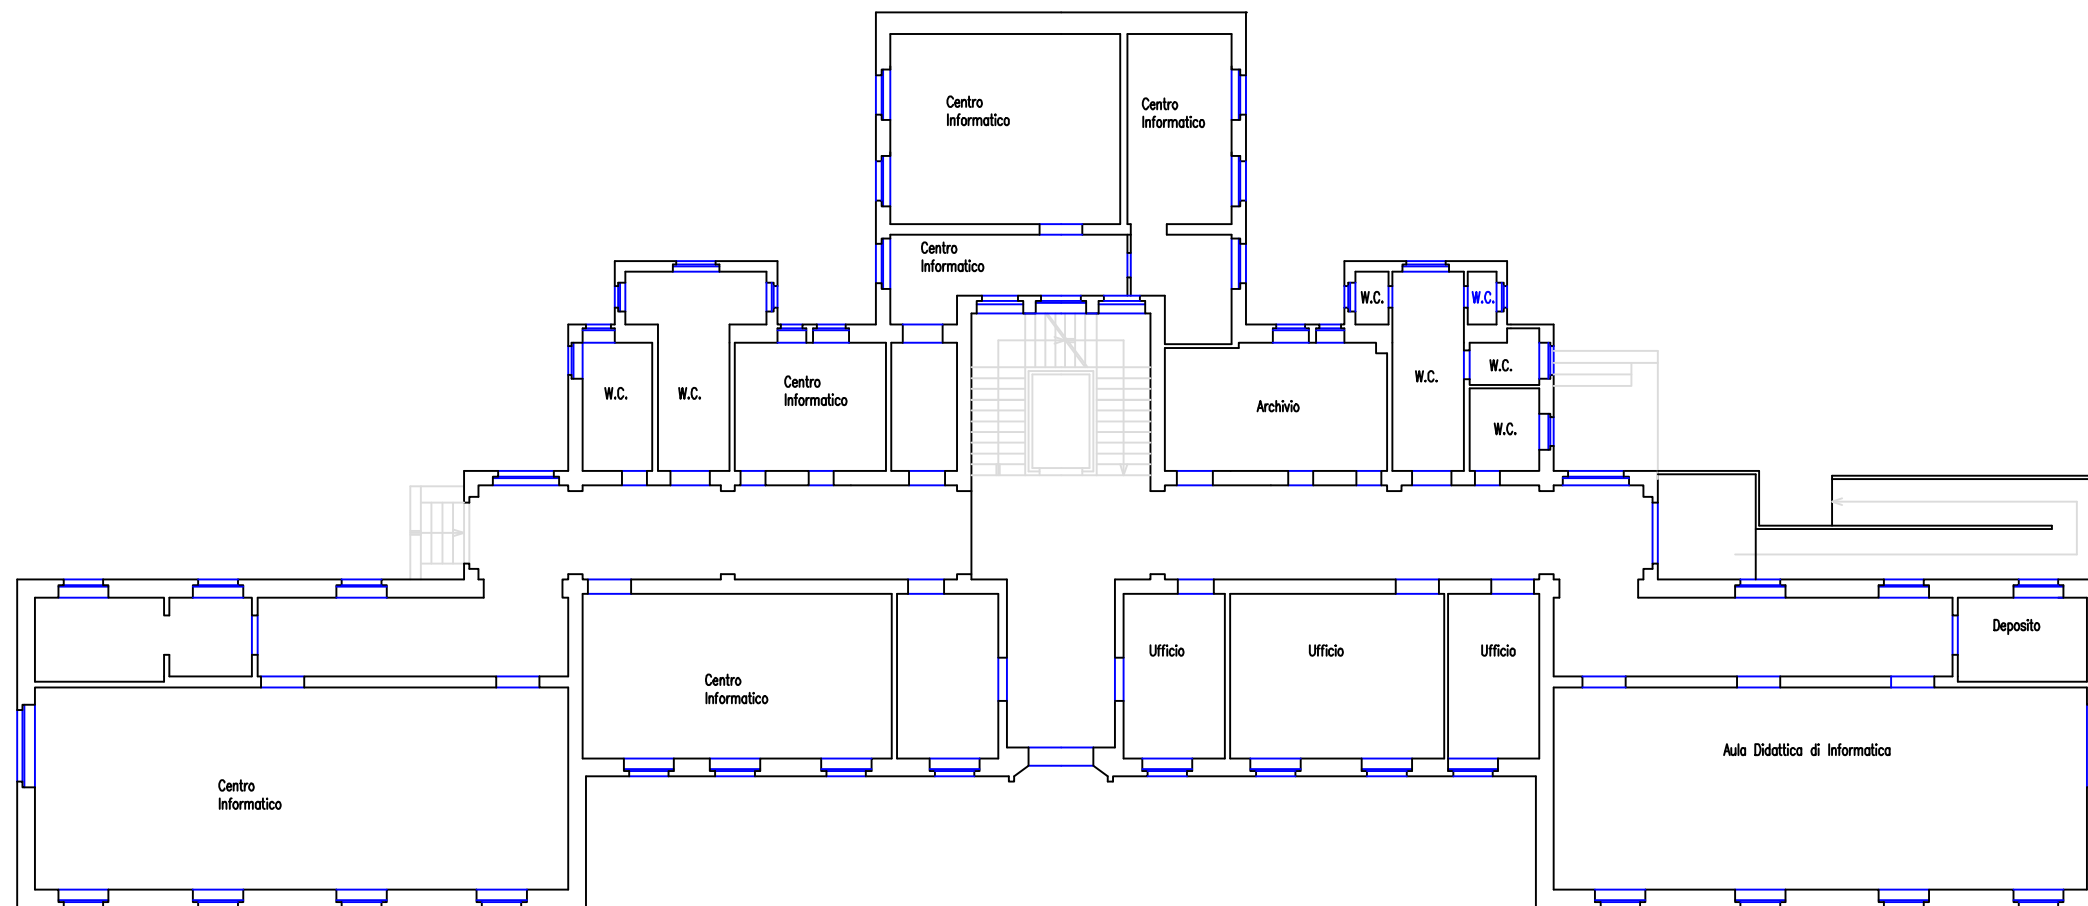 Centro
Informatico
Centro
Informatico
Centro
Informatico
W.C.
W.C.
W.C.
W.C.
W.C.
W.C.
W.C.
Centro
Informatico
Archivio
Ufficio
Ufficio
Ufficio
Deposito
Centro
Informatico
Aula Didattica di Informatica
Centro
Informatico